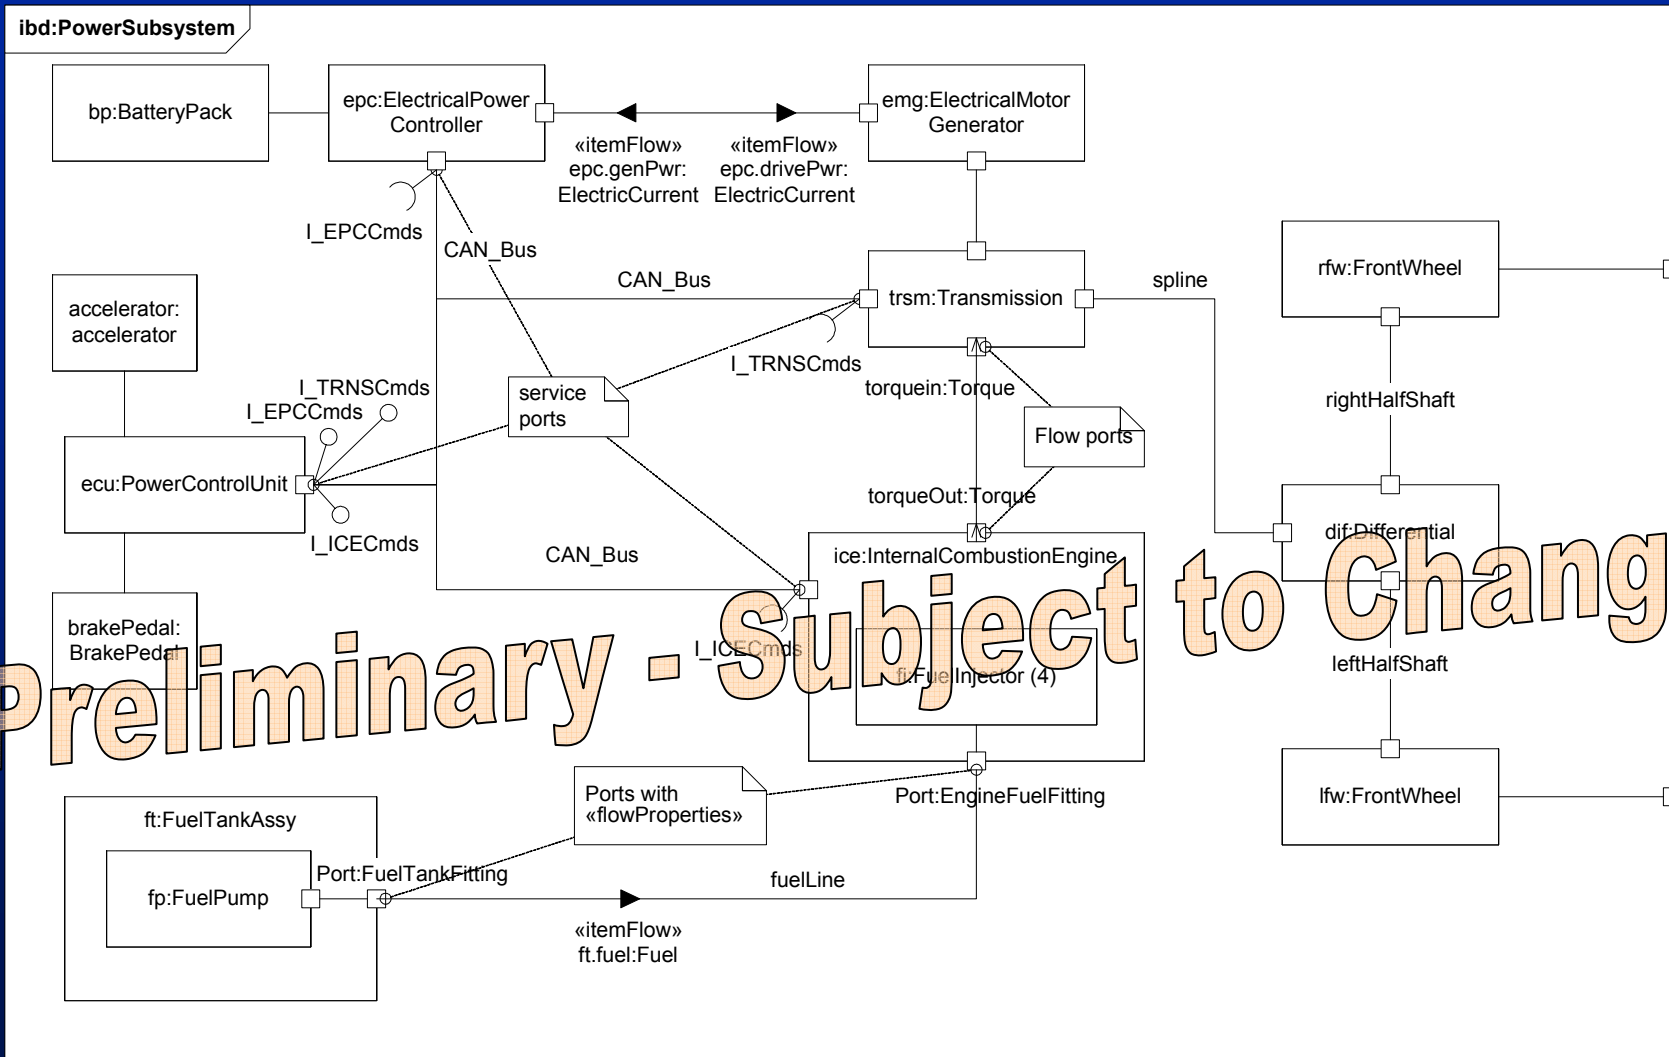 ibd:PowerSubsystem
bp:BatteryPack
epc:ElectricalPower
Controller
«itemFlow»
epc.genPwr:
ElectricCurrent
«itemFlow»
epc.drivePwr:
ElectricCurrent
emg:ElectricalMotor
Generator
I_EPCCmds
CAN_Bus
CAN_Bus
trsm:Transmission
spline
rfw:FrontWheel
accelerator:
accelerator
I_TRNSCmds
I_TRNSCmds
I_EPCCmds
service
ports
torquein:Torque
Flow ports
rightHalfShaft
ecu:PowerControlUnit
I_ICECmds
torqueOut:Torque
CAN_Bus
ice:InternalCombustionEngine
dif:Differential
brakePedal:
BrakePedal
I_ICECmds
fi:FuelInjector (4)
leftHalfShaft
Preliminary - Subject to Chang
Ports with
«flowProperties»
Port:EngineFuelFitting
lfw:FrontWheel
ft:FuelTankAssy
fp:FuelPump
Port:FuelTankFitting
fuelLine
«itemFlow»
ft.fuel:Fuel